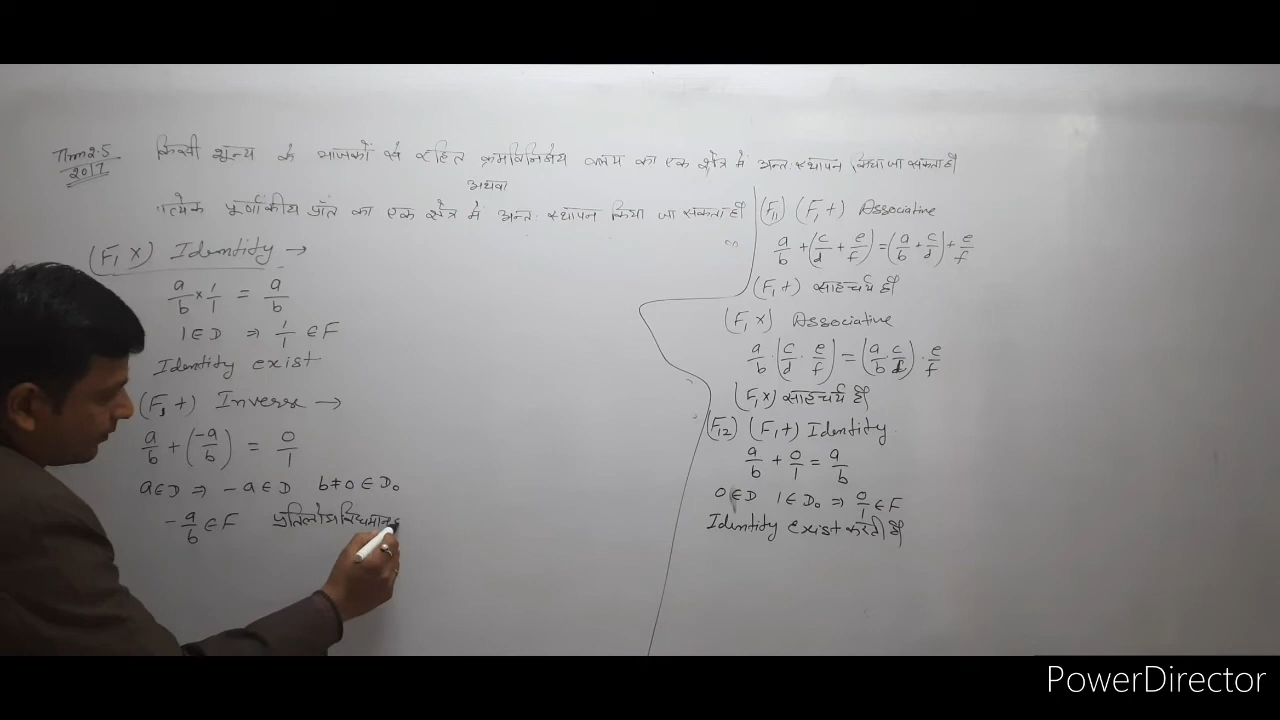 Thm 2.5
2017
किसी शून्य के भाजकों से रहित क्रमविनिमेय वलय का एक क्षेत्र में अन्तः स्थापन किया जा सकता है
अथवा
प्रत्येक पूर्णांकीय प्रांत का एक क्षेत्र में अन्तः स्थापन किया जा सकता है
(F, ×) Identity →
a/b × 1/1 = a/b
1 ∈ D ⇒ 1/1 ∈ F
Identity exist
(F, +) Inverse →
a/b + (-a/b) = 0/1
a ∈ D ⇒ -a ∈ D b ≠ 0 ∈ D₀
-a/b ∈ F प्रतिलोम विद्यमान
(F₁₁) (F, +) Associative
a/b + (c/d + e/f) = (a/b + c/d) + e/f
(F, +) साहचर्य है
(F, ×) Associative
a/b · (c/d · e/f) = (a/b · c/d) · e/f
(F, ×) साहचर्य है
(F₁₂) (F, +) Identity
a/b + 0/1 = a/b
0 ∈ D 1 ∈ D₀ ⇒ 0/1 ∈ F
Identity exist करती है
PowerDirector